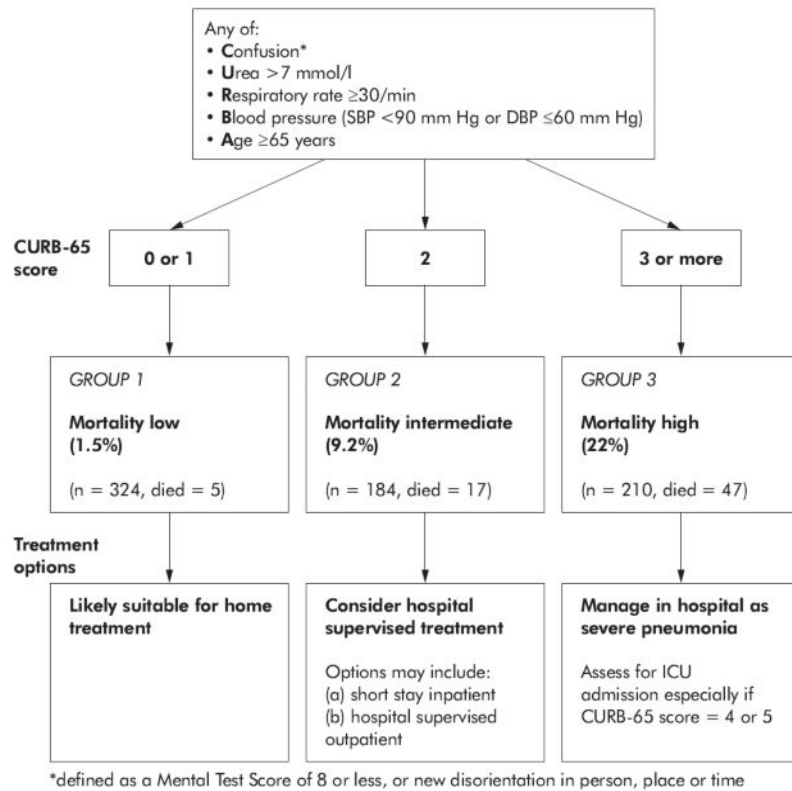 Any of:
• Confusion*
• Urea >7 mmol/l
• Respiratory rate ≥30/min
• Blood pressure (SBP <90 mm Hg or DBP ≤60 mm Hg)
• Age ≥65 years
CURB-65
score
0 or 1
2
3 or more
GROUP 1
Mortality low
(1.5%)
(n = 324, died = 5)
GROUP 2
Mortality intermediate
(9.2%)
(n = 184, died = 17)
GROUP 3
Mortality high
(22%)
(n = 210, died = 47)
Treatment
options
Likely suitable for home
treatment
Consider hospital
supervised treatment
Options may include:
(a) short stay inpatient
(b) hospital supervised
outpatient
Manage in hospital as
severe pneumonia
Assess for ICU
admission especially if
CURB-65 score = 4 or 5
*defined as a Mental Test Score of 8 or less, or new disorientation in person, place or time